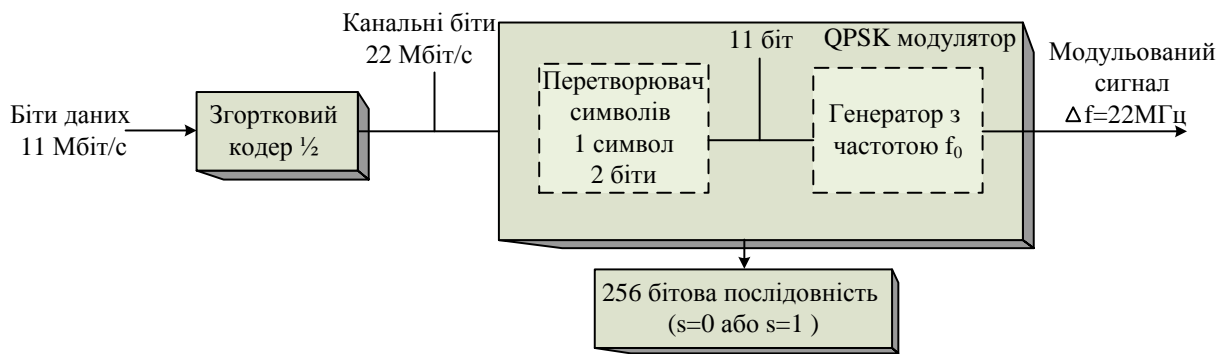 Біти даних
11 Мбіт/с
Згортковий
кодер ½
Канальні біти
22 Мбіт/с
QPSK модулятор
Перетворювач
символів
1 символ
2 біти
11 біт
Генератор з
частотою f₀
Модульований
сигнал
Δf=22МГц
256 бітова послідовність
(s=0 або s=1 )